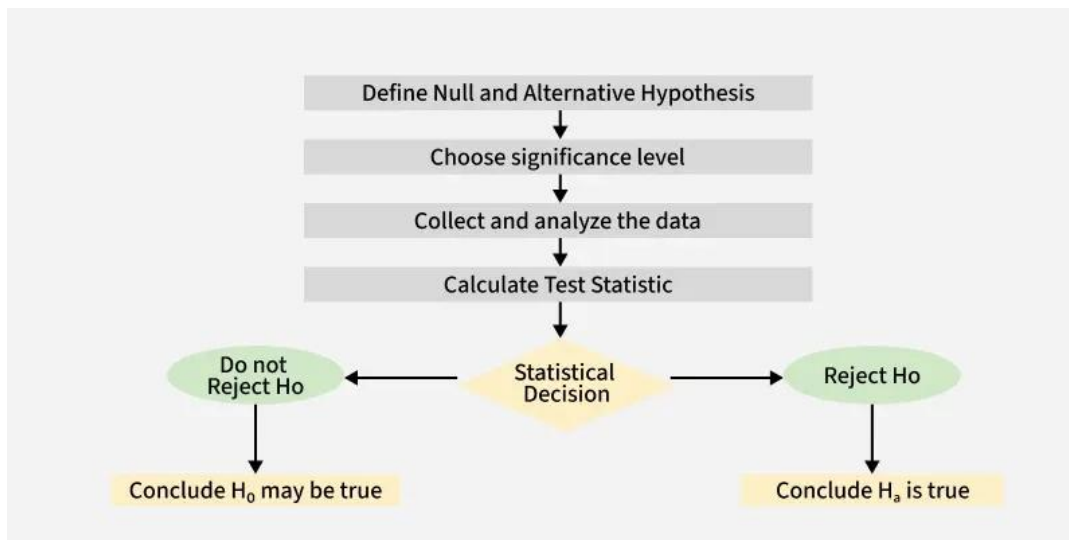 Define Null and Alternative Hypothesis
Choose significance level
Collect and analyze the data
Calculate Test Statistic
Do not
Reject Ho
Statistical
Decision
Reject Ho
Conclude H₀ may be true
Conclude Hₐ is true